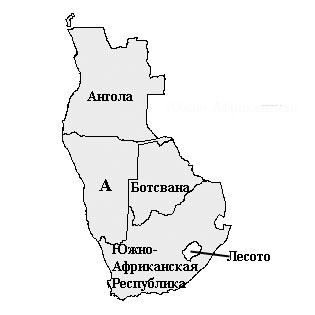 Ангола
А
Ботсвана
Южно-
Африканская
Республика
Лесото